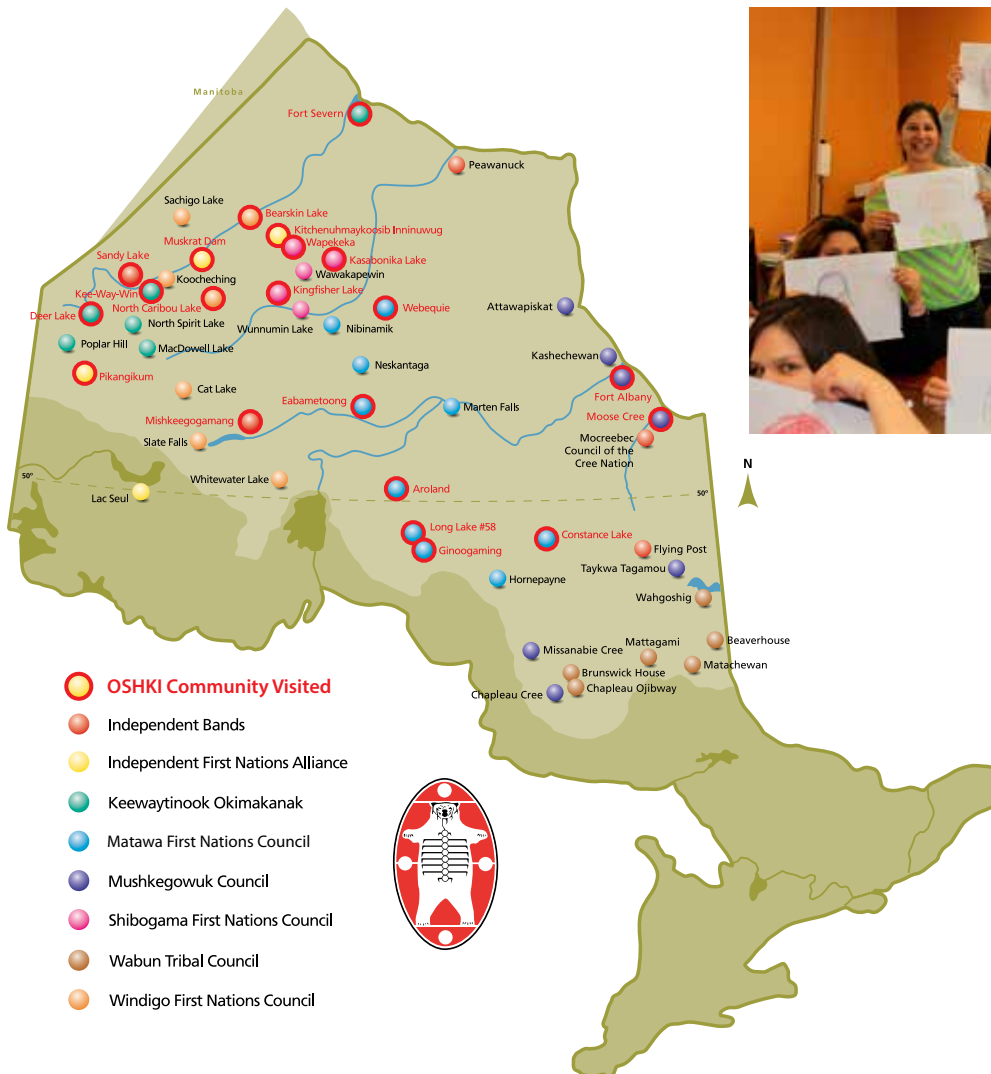 Manitoba
Fort Severn
Peawanuck
Sachigo Lake
Bearskin Lake
Kitchenuhmaykoosib Inninuwug
Muskrat Dam
Wapekeka
Sandy Lake
Kasabonika Lake
Koocheching
Wawakapewin
Kee-Way-Win
Kingfisher Lake
North Caribou Lake
Webequie
Attawapiskat
Deer Lake
North Spirit Lake
Wunnumin Lake
Nibinamik
Poplar Hill
MacDowell Lake
Kashechewan
Neskantaga
Pikangikum
Cat Lake
Fort Albany
Eabametoong
Marten Falls
Mishkeegogamang
Moose Cree
Slate Falls
Mocreebec
Council of the
Cree Nation
N
50°
Whitewater Lake
Lac Seul
Aroland
50°
Long Lake #58
Constance Lake
Ginoogaming
Flying Post
Taykwa Tagamou
Hornepayne
Wahgoshig
Beaverhouse
Mattagami
Missanabie Cree
Matachewan
Brunswick House
Chapleau Ojibway
Chapleau Cree
OSHKI Community Visited
Independent Bands
Independent First Nations Alliance
Keewaytinook Okimakanak
Matawa First Nations Council
Mushkegowuk Council
Shibogama First Nations Council
Wabun Tribal Council
Windigo First Nations Council